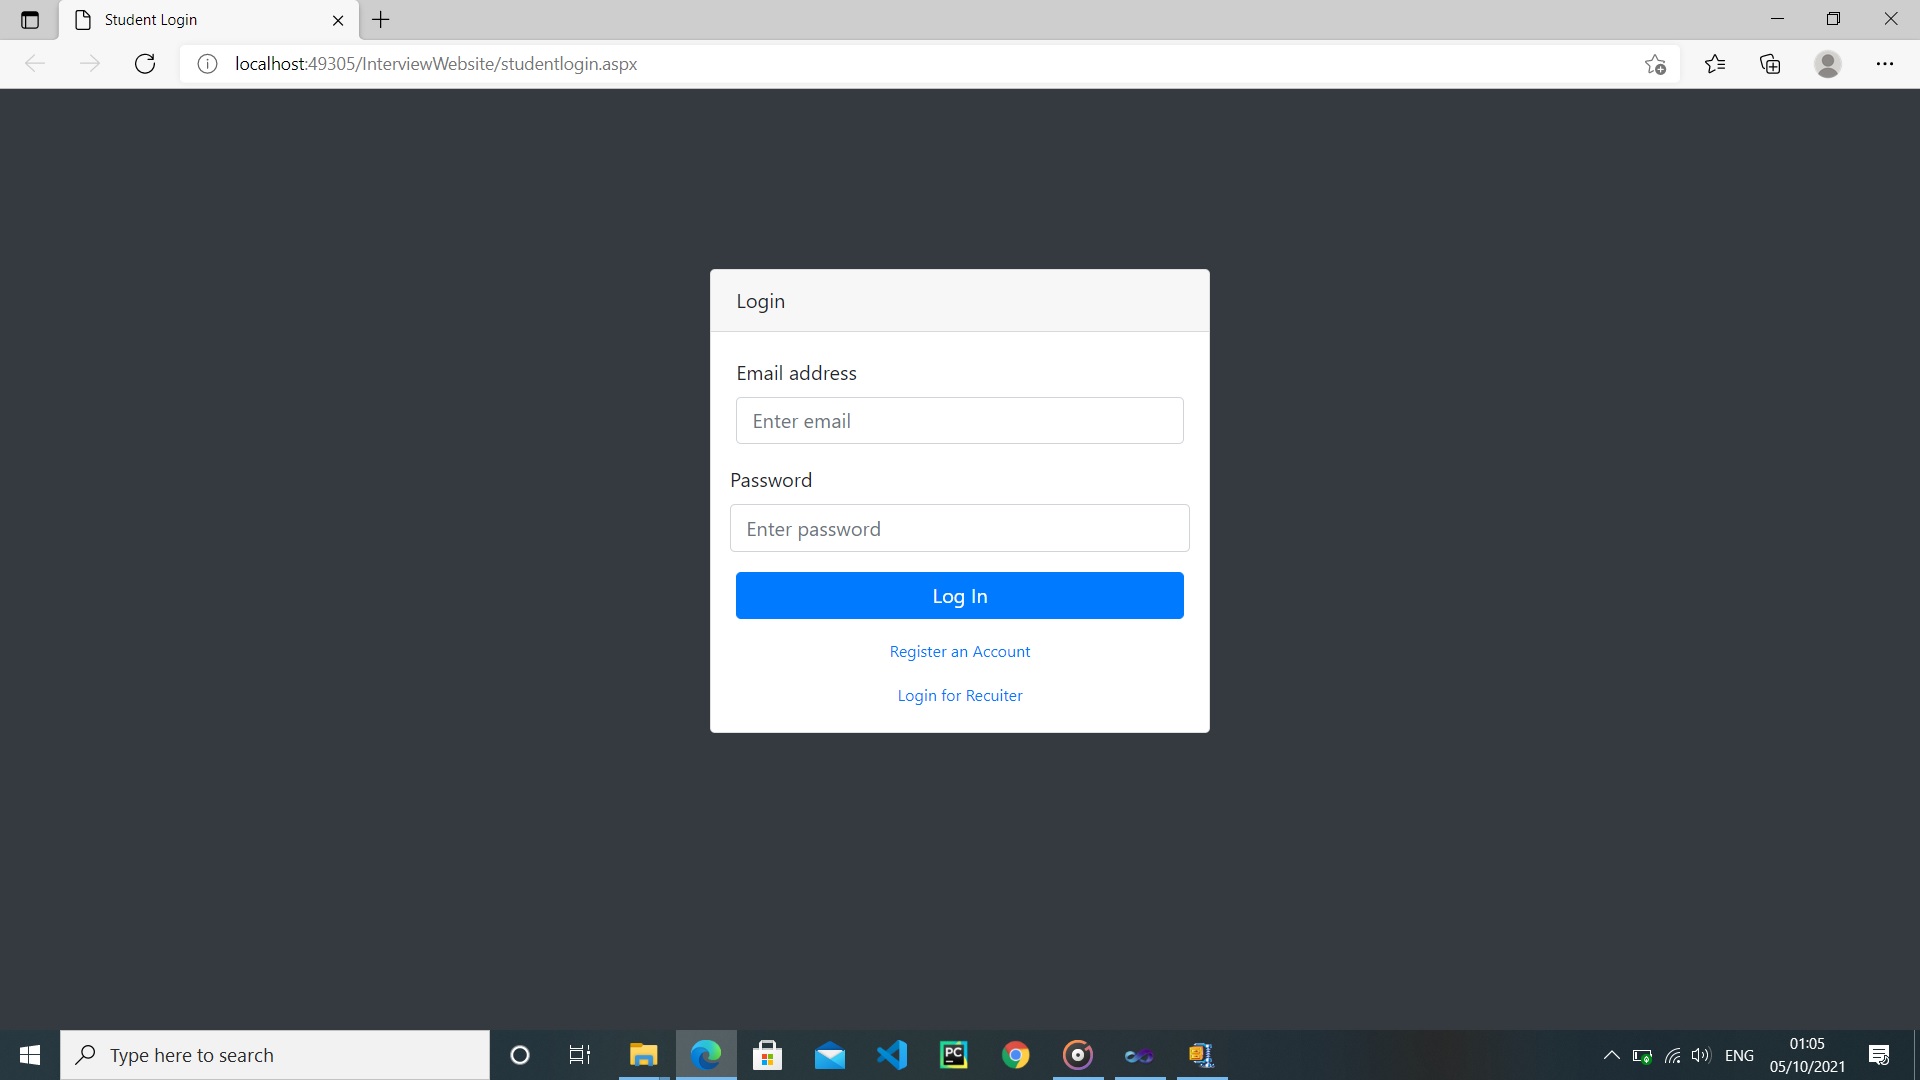 Student Login
localhost:49305/InterviewWebsite/studentlogin.aspx
Login
Email address
Enter email
Password
Enter password
Log In
Register an Account
Login for Recuiter
Type here to search
PC
ENG
01:05
05/10/2021